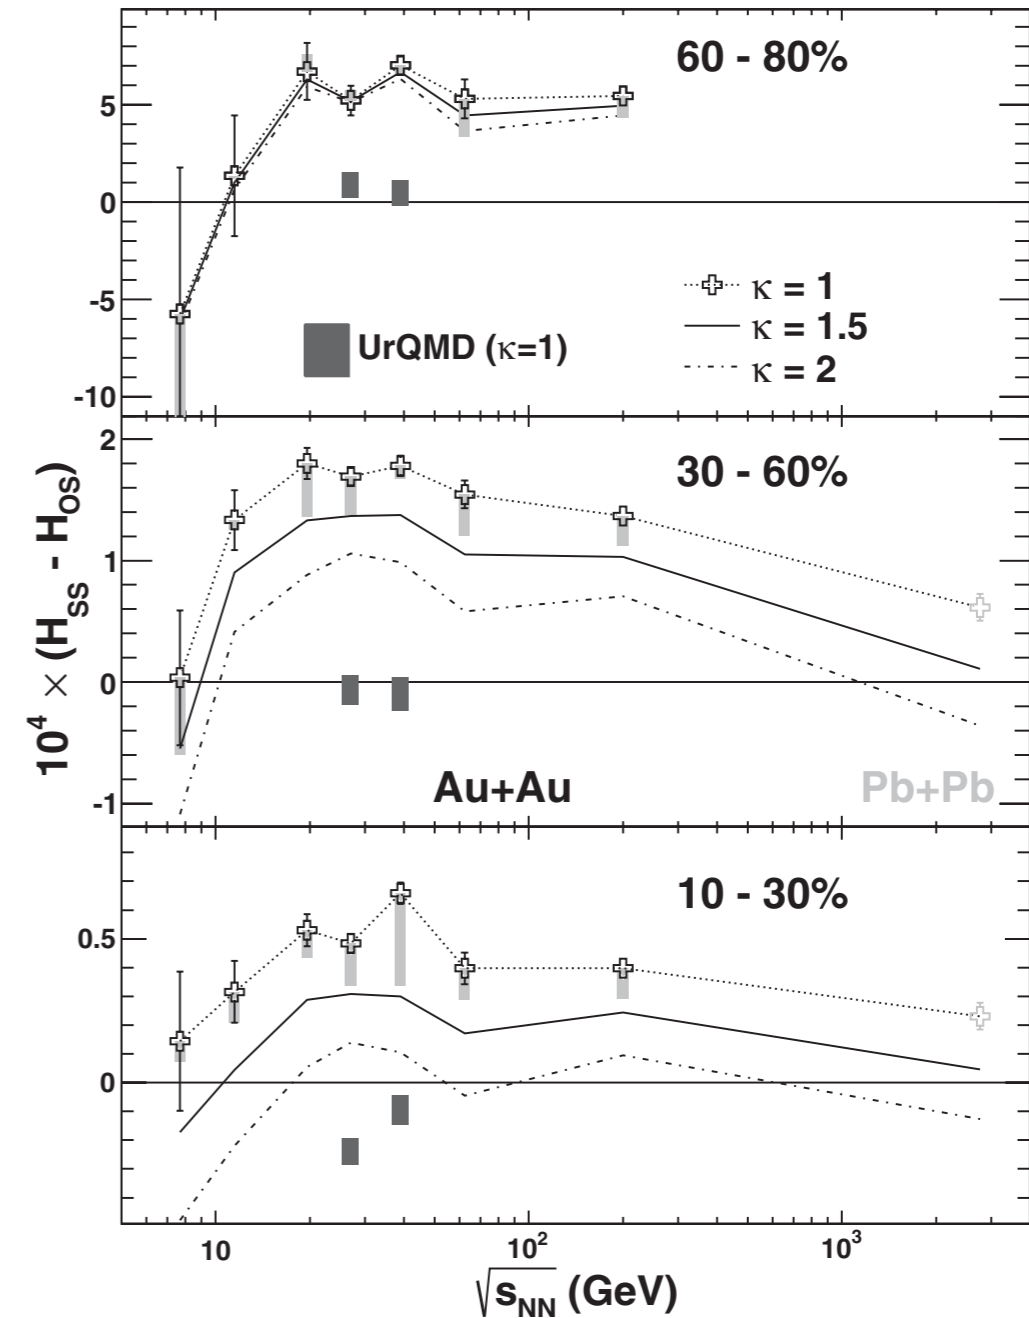 60 - 80%
5
0
-5
-10
κ = 1
κ = 1.5
κ = 2
UrQMD (κ=1)
10⁴ × (H_SS - H_OS)
30 - 60%
2
1
0
-1
Au+Au
Pb+Pb
10 - 30%
0.5
0
10
10²
10³
√s_NN (GeV)